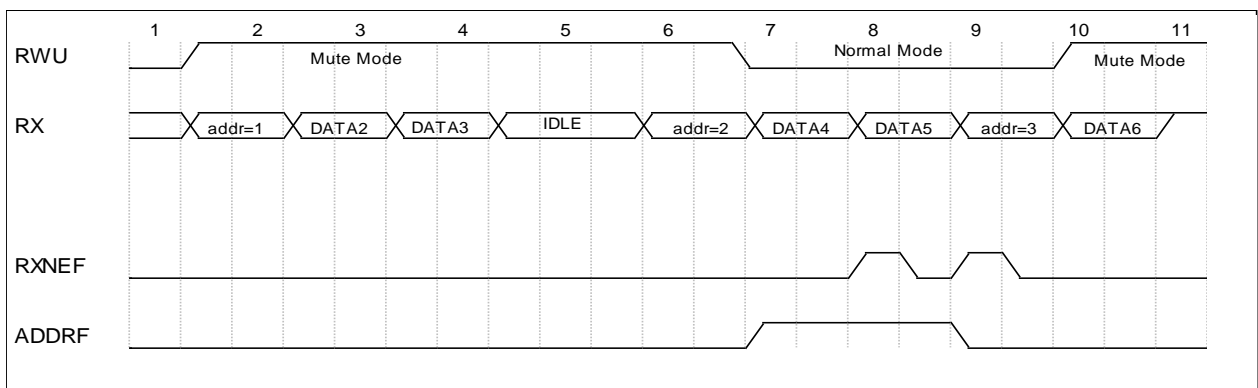 1 2 3 4 5 6 7 8 9 10 11
RWU Mute Mode Normal Mode Mute Mode
RX addr=1 DATA2 DATA3 IDLE addr=2 DATA4 DATA5 addr=3 DATA6
RXNEF
ADDRF